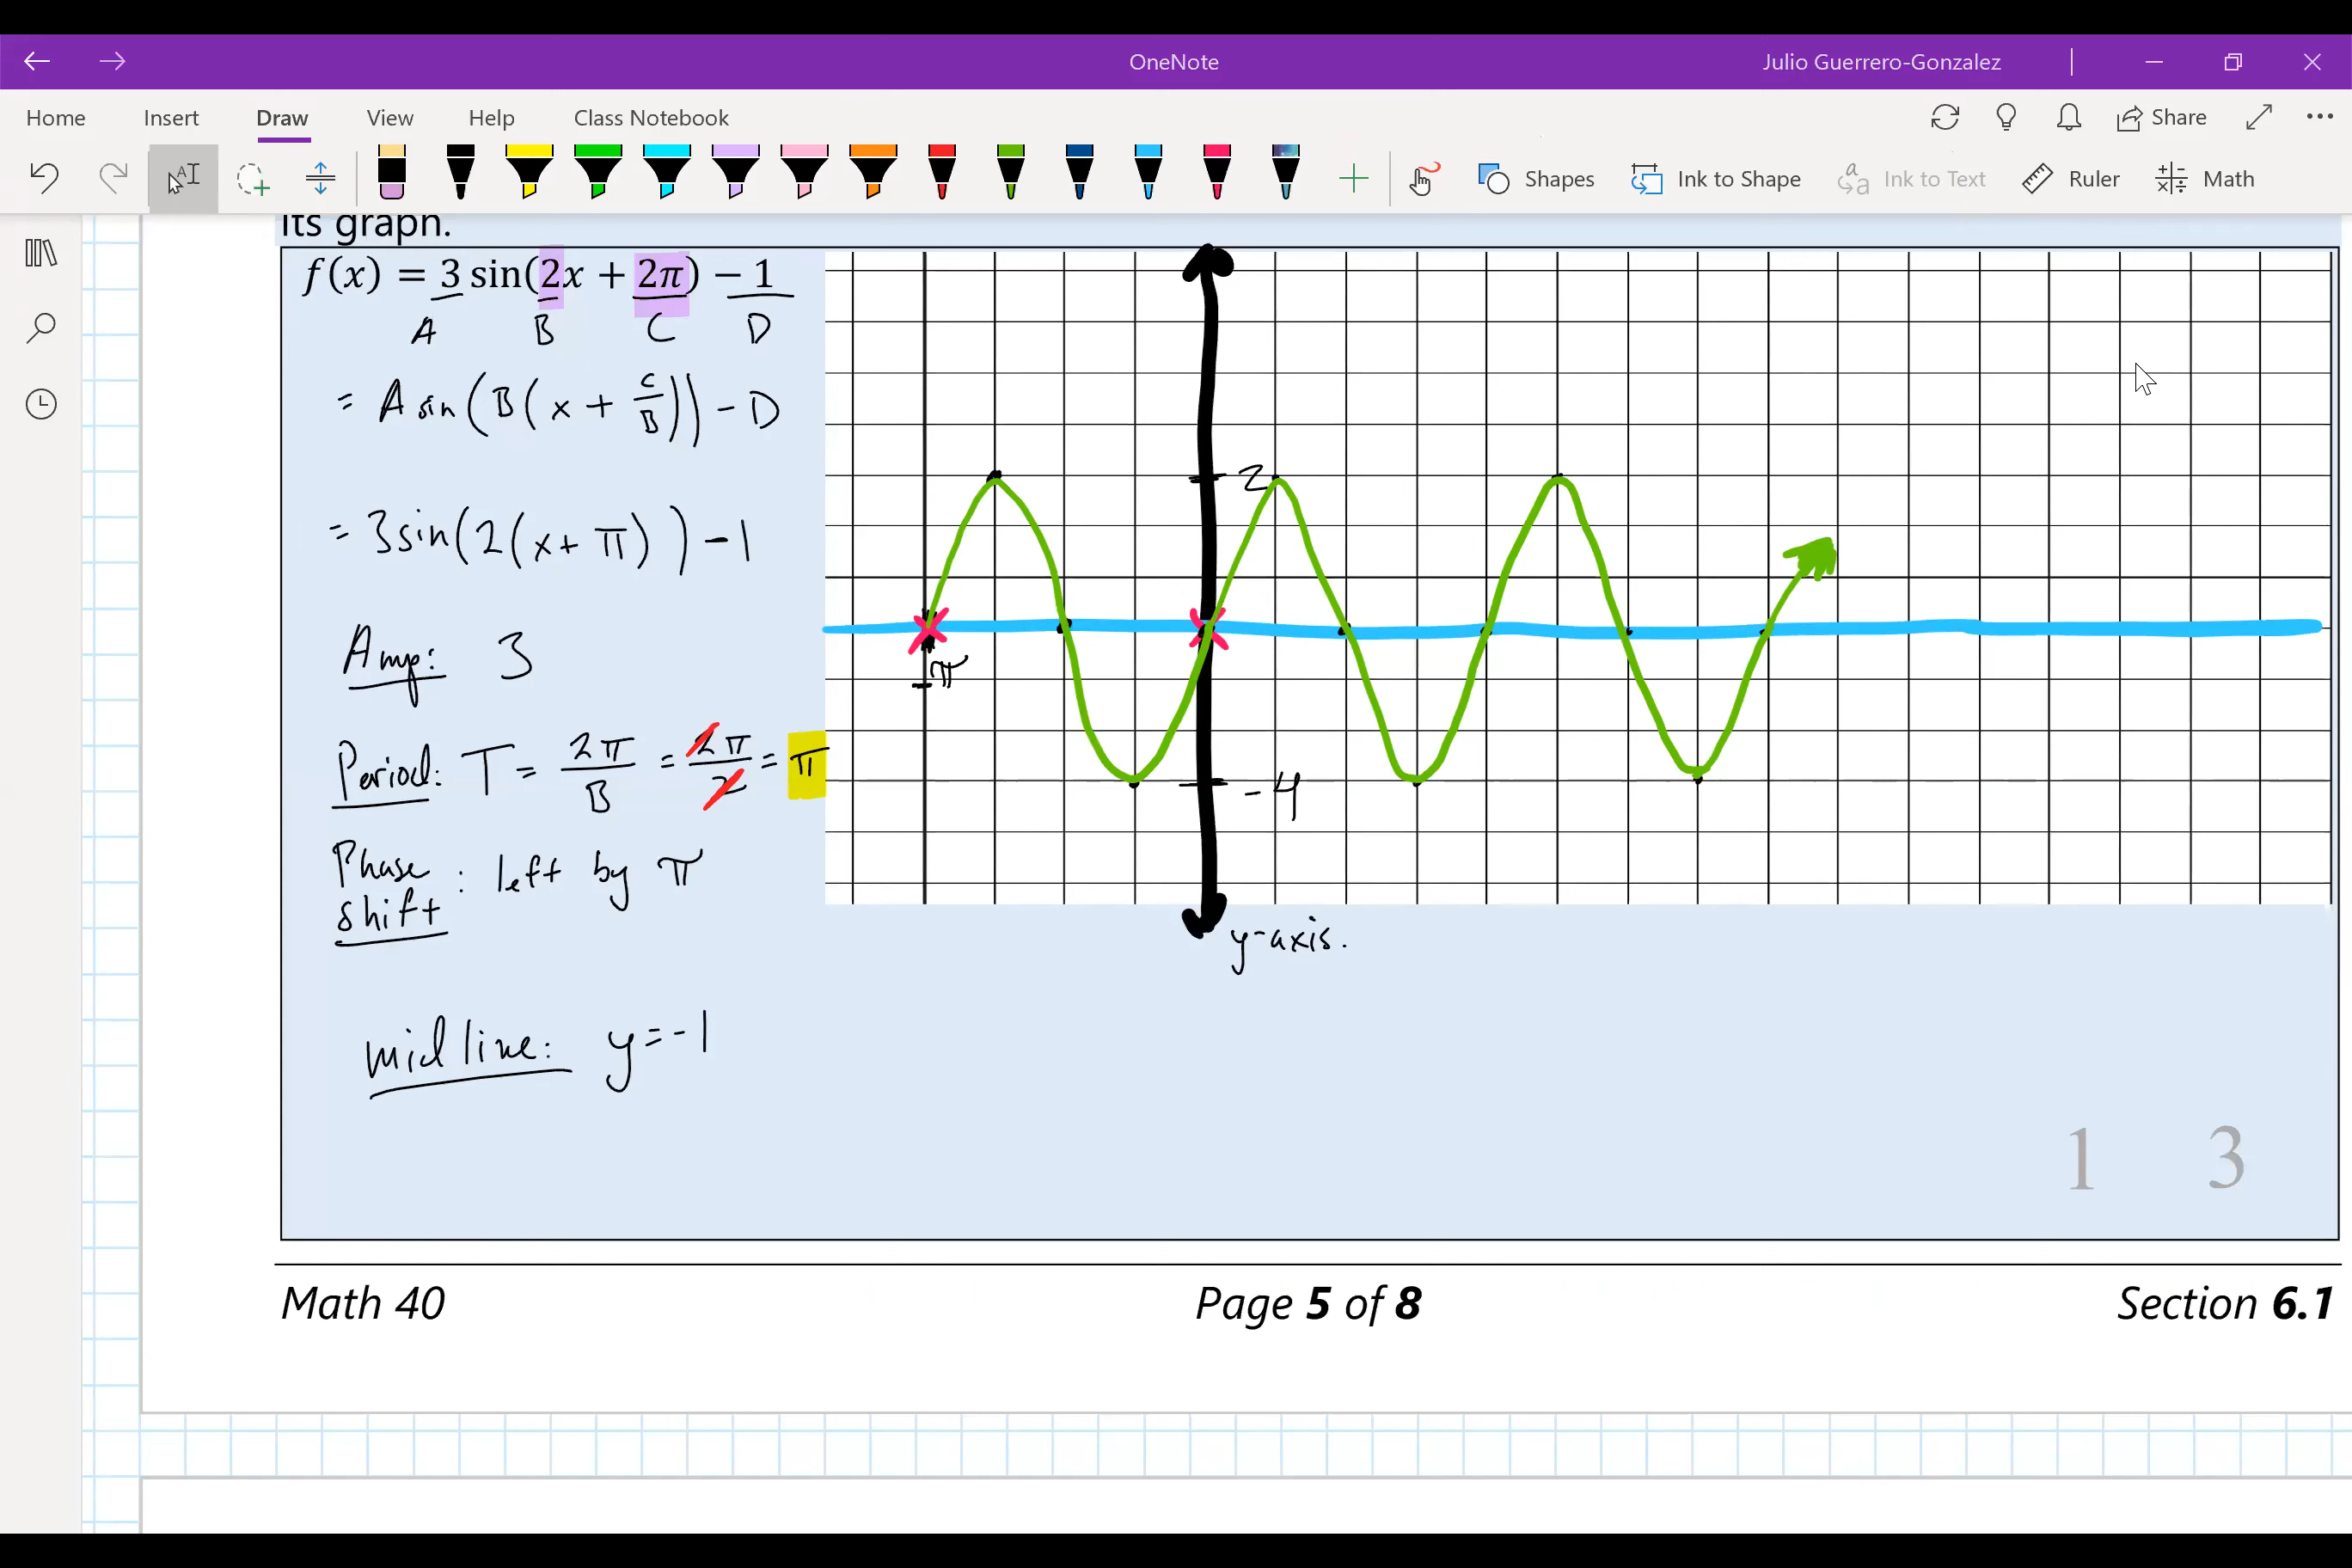 OneNote
Julio Guerrero-Gonzalez
Home Insert Draw View Help Class Notebook Share
Shapes Ink to Shape Ink to Text Ruler Math
its graph.
f(x) = 3 sin(2x + 2π) − 1
A B C D
= A sin(B(x + C/B)) - D
= 3sin(2(x + π)) - 1
Amp: 3
Period: T = 2π/B = 2π/2 = π
Phase shift: left by π
mid line: y = -1
2
-π
-4
y-axis.
1 3
Math 40 Page 5 of 8 Section 6.1